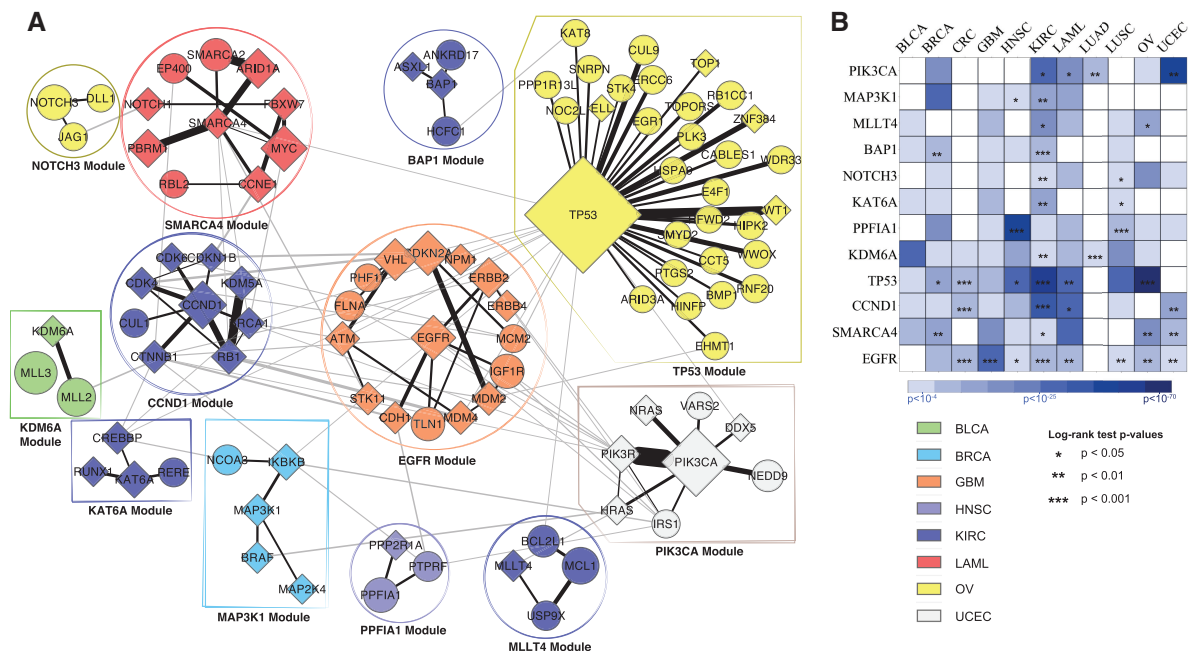 A
NOTCH3
DLL1
JAG1
NOTCH3 Module
SMARCA2
EP400
ARID1A
NOTCH1
FBXW7
SMARCA4
PBRM1
MYC
RBL2
CCNE1
SMARCA4 Module
ANKRD17
ASXL1
BAP1
HCFC1
BAP1 Module
KAT8
CUL9
SNRPN
TOP1
PPP1R13L
ERCC6
STK4
RB1CC1
NOC2L
ELL
TOPORS
EGR1
ZNF384
PLK3
CABLES1
WDR33
HSPA9
E4F1
TP53
WT1
EFWD2
HIPK2
SMYD2
WWOX
CCT5
PTGS2
RNF20
BMP1
ARID3A
HINFP
EHMT1
TP53 Module
CDK6
CDKN1B
CDK4
KDM5A
CCND1
CUL1
BRCA1
CTNNB1
RB1
CCND1 Module
VHL
CDKN2A
NPM1
PHF1
ERBB2
FLNA
ERBB4
ATM
EGFR
MCM2
IGF1R
STK11
MDM2
CDH1
TLN1
MDM4
EGFR Module
KDM6A
MLL3
MLL2
KDM6A
Module
CREBBP
RUNX1
KAT6A
RERE
KAT6A Module
NCOA3
IKBKB
MAP3K1
BRAF
MAP2K4
MAP3K1 Module
PPP2R1A
PTPRF
PPFIA1
PPFIA1 Module
BCL2L1
MLLT4
MCL1
USP9X
MLLT4 Module
VARS2
NRAS
DDX5
PIK3R
PIK3CA
NEDD9
HRAS
IRS1
PIK3CA Module
B
BLCA BRCA CRC GBM HNSC KIRC LAML LUAD LUSC OV UCEC
PIK3CA * * ** **
MAP3K1 * **
MLLT4 * *
BAP1 ** ***
NOTCH3 ** *
KAT6A ** *
PPFIA1 *** ***
KDM6A ** ***
TP53 * *** * *** ** ***
CCND1 *** *** * **
SMARCA4 ** * ** **
EGFR *** *** * *** ** ** ** **
p<10-4 p<10-25 p<10-70
BLCA
BRCA
GBM
HNSC
KIRC
LAML
OV
UCEC
Log-rank test p-values
* p < 0.05
** p < 0.01
*** p < 0.001